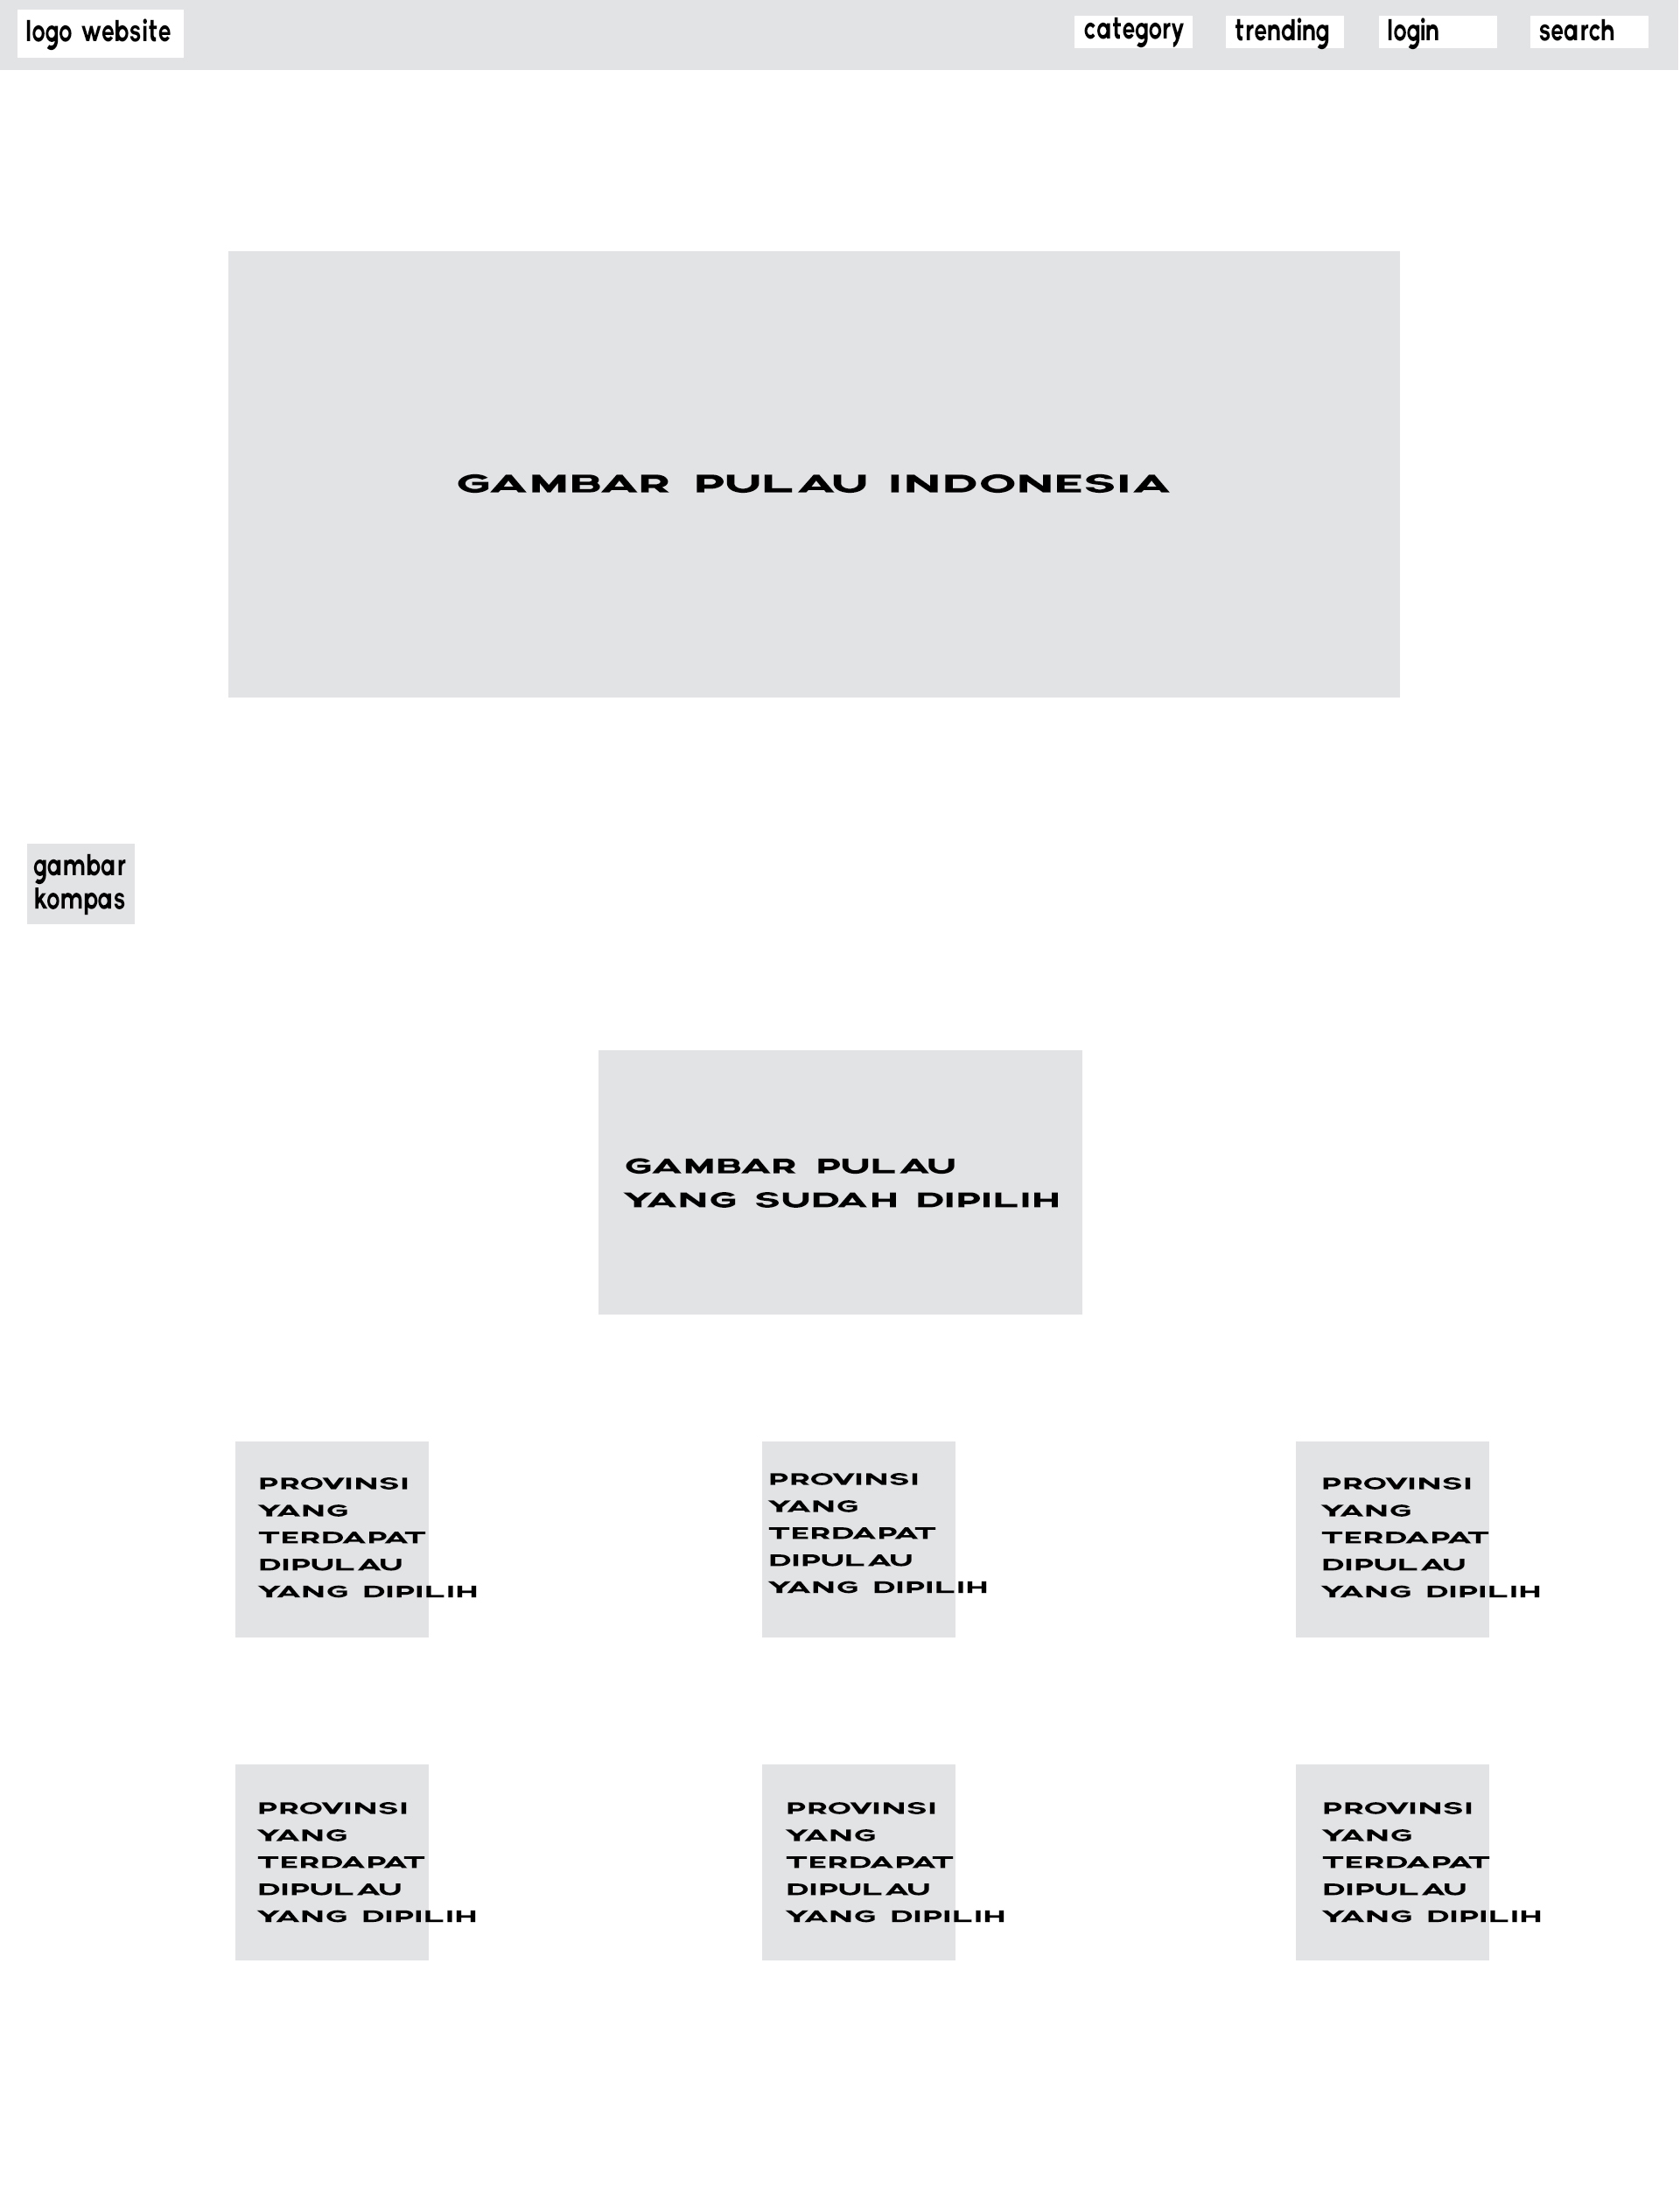 logo website
category
trending
login
search
GAMBAR PULAU INDONESIA
gambar
kompas
GAMBAR PULAU
YANG SUDAH DIPILIH
PROVINSI
YANG
TERDAPAT
DIPULAU
YANG DIPILIH
PROVINSI
YANG
TERDAPAT
DIPULAU
YANG DIPILIH
PROVINSI
YANG
TERDAPAT
DIPULAU
YANG DIPILIH
PROVINSI
YANG
TERDAPAT
DIPULAU
YANG DIPILIH
PROVINSI
YANG
TERDAPAT
DIPULAU
YANG DIPILIH
PROVINSI
YANG
TERDAPAT
DIPULAU
YANG DIPILIH